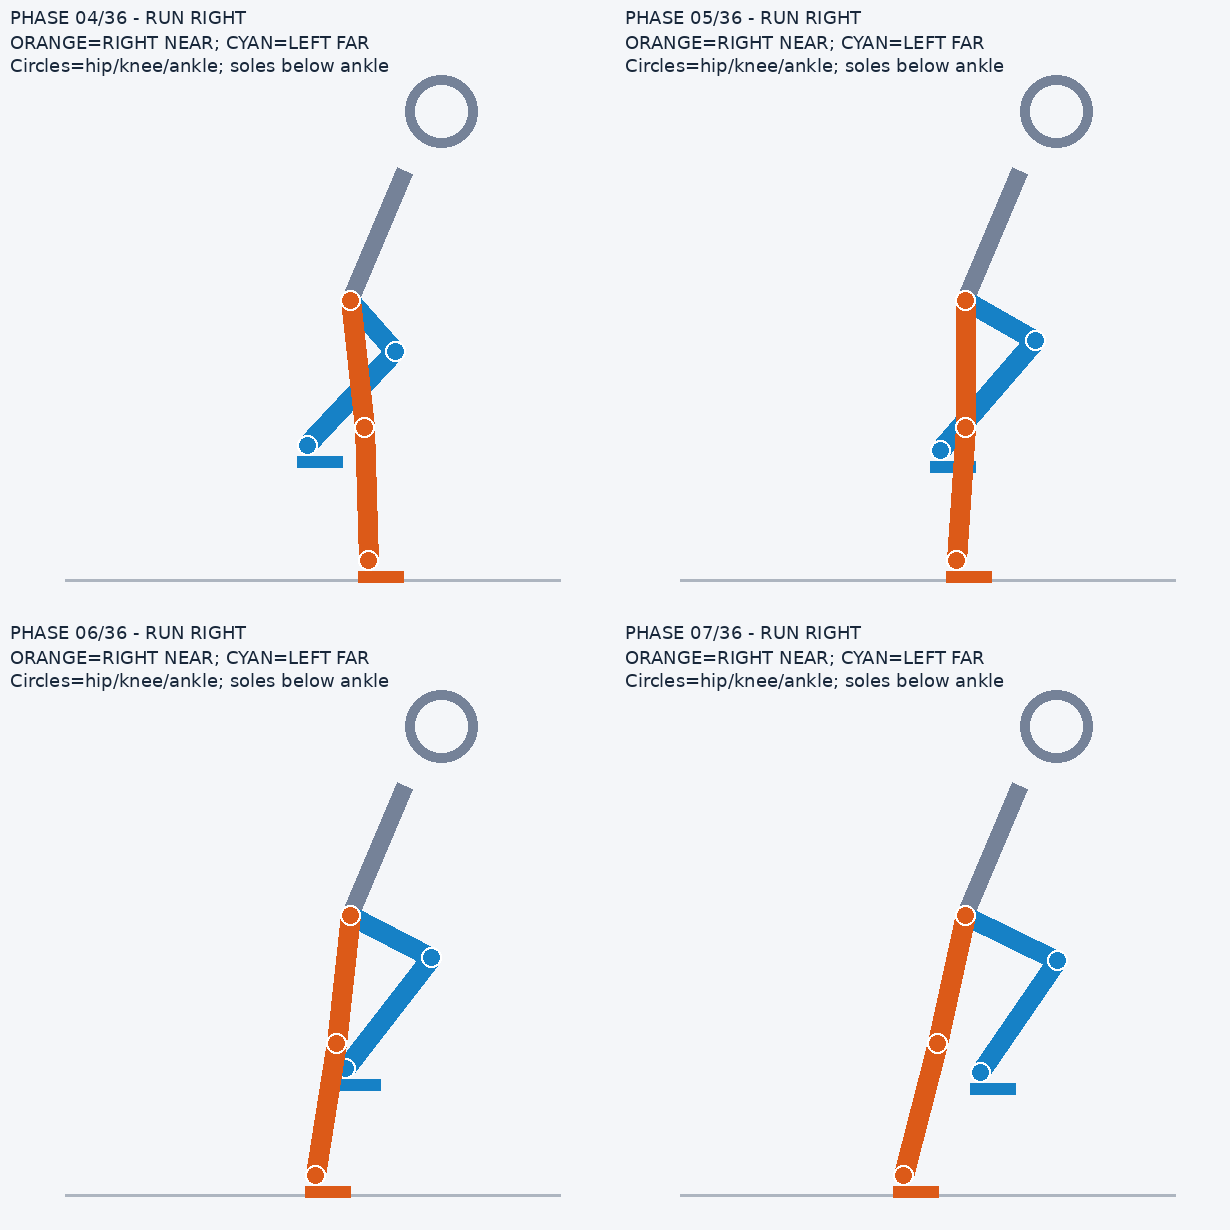 PHASE 04/36 - RUN RIGHT
ORANGE=RIGHT NEAR; CYAN=LEFT FAR
Circles=hip/knee/ankle; soles below ankle
PHASE 05/36 - RUN RIGHT
ORANGE=RIGHT NEAR; CYAN=LEFT FAR
Circles=hip/knee/ankle; soles below ankle
PHASE 06/36 - RUN RIGHT
ORANGE=RIGHT NEAR; CYAN=LEFT FAR
Circles=hip/knee/ankle; soles below ankle
PHASE 07/36 - RUN RIGHT
ORANGE=RIGHT NEAR; CYAN=LEFT FAR
Circles=hip/knee/ankle; soles below ankle